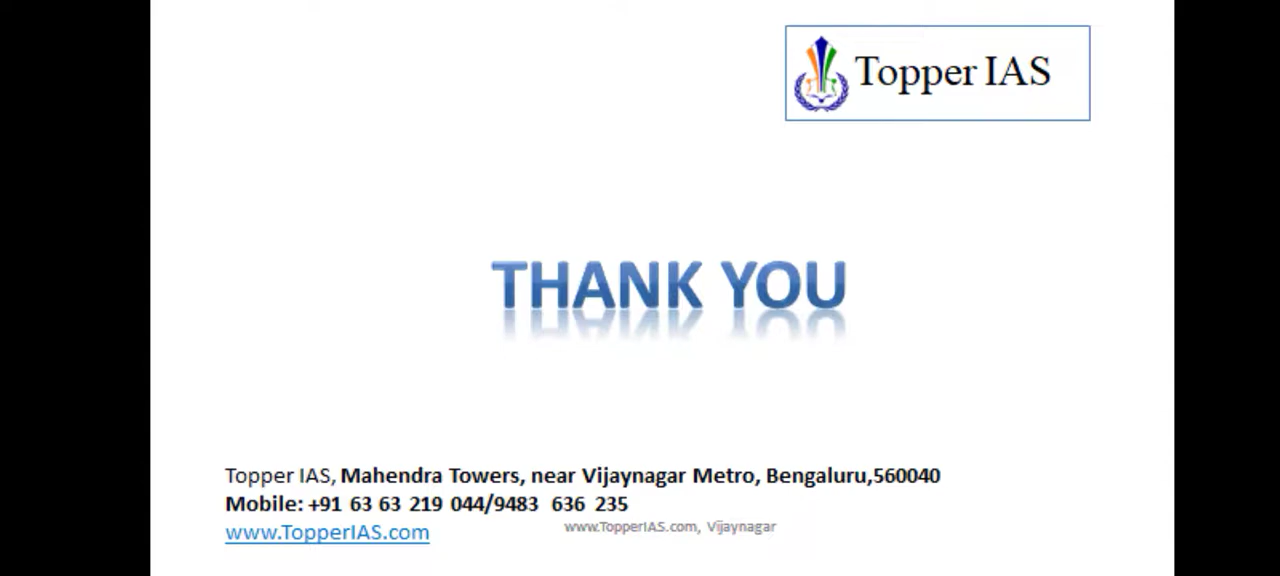 Topper IAS
THANK YOU
Topper IAS, Mahendra Towers, near Vijaynagar Metro, Bengaluru,560040
Mobile: +91 63 63 219 044/9483 636 235
www.TopperIAS.com
www.TopperIAS.com, Vijaynagar